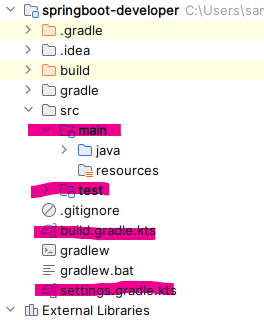 springboot-developer C:\Users\san
.gradle
.idea
build
gradle
src
main
java
resources
test
.gitignore
build.gradle.kts
gradlew
gradlew.bat
settings.gradle.kts
External Libraries